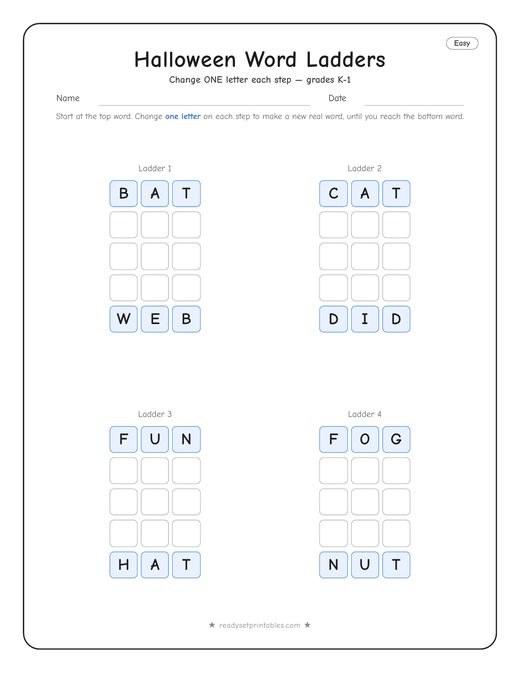 Easy
Halloween Word Ladders
Change ONE letter each step — grades K-1
Name Date
Start at the top word. Change one letter on each step to make a new real word, until you reach the bottom word.
Ladder 1
B A T
W E B
Ladder 2
C A T
D I D
Ladder 3
F U N
H A T
Ladder 4
F O G
N U T
★ readysetprintables.com ★